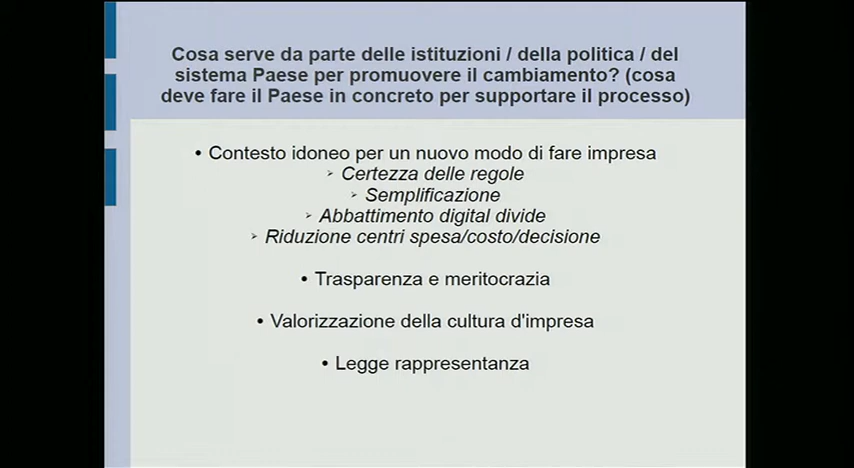 Cosa serve da parte delle istituzioni / della politica / del
sistema Paese per promuovere il cambiamento? (cosa
deve fare il Paese in concreto per supportare il processo)
• Contesto idoneo per un nuovo modo di fare impresa
➢ Certezza delle regole
➢ Semplificazione
➢ Abbattimento digital divide
➢ Riduzione centri spesa/costo/decisione
• Trasparenza e meritocrazia
• Valorizzazione della cultura d'impresa
• Legge rappresentanza